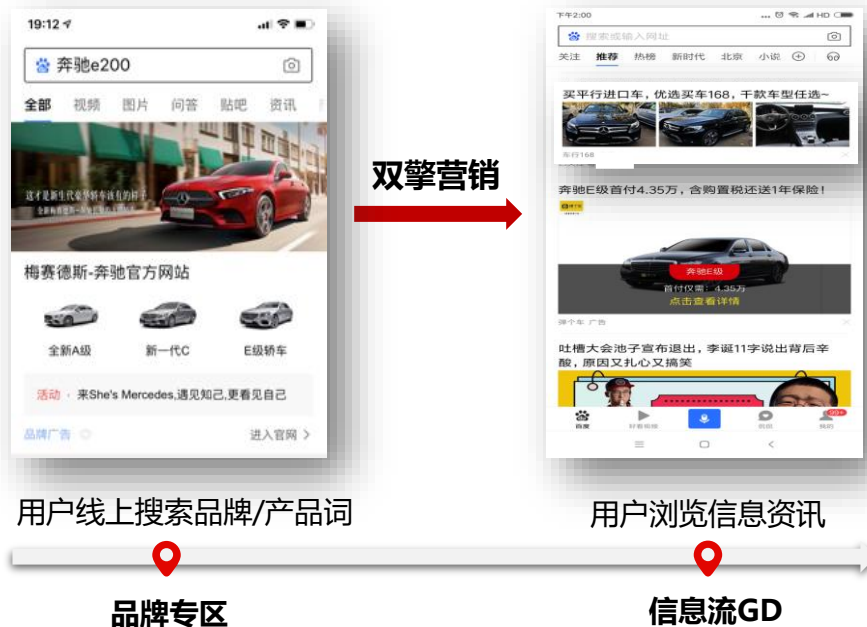 19:12
奔驰e200
全部 视频 图片 问答 贴吧 资讯
这才是新生代豪华轿车该有的样子
梅赛德斯-奔驰官方网站
全新A级 新一代C E级轿车
活动 · 来She's Mercedes,遇见知己,更看见自己
品牌广告 进入官网 >
双擎营销
下午2:00 ... HD
搜索或输入网址
关注 推荐 热榜 新时代 北京 小说
买平行进口车，优选买车168，千款车型任选~
车行168
奔驰E级首付4.35万，含购置税还送1年保险！
奔驰E级
首付仅需：4.35万
点击查看详情
弹个车 广告
吐槽大会池子宣布退出，李诞11字说出背后辛
酸，原因又扎心又搞笑
99+
百度 好看视频 我的
用户线上搜索品牌/产品词
用户浏览信息资讯
品牌专区
信息流GD